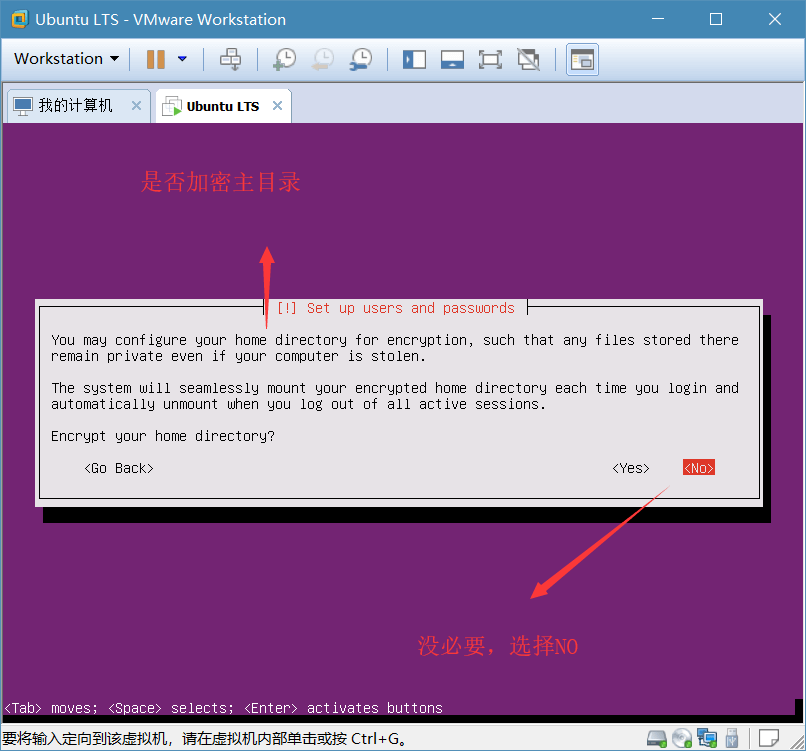 Ubuntu LTS - VMware Workstation
Workstation
我的计算机
Ubuntu LTS
是否加密主目录
[!] Set up users and passwords
You may configure your home directory for encryption, such that any files stored there
remain private even if your computer is stolen.
The system will seamlessly mount your encrypted home directory each time you login and
automatically unmount when you log out of all active sessions.
Encrypt your home directory?
<Go Back> <Yes> <No>
没必要，选择NO
<Tab> moves; <Space> selects; <Enter> activates buttons
要将输入定向到该虚拟机，请在虚拟机内部单击或按 Ctrl+G。